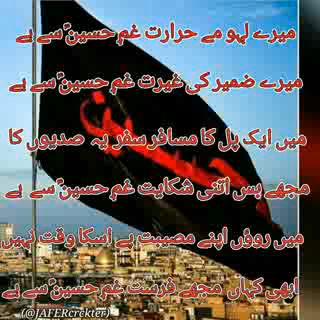 میرے لہو مے حرارت غمِ حسینؑ سے ہے
میرے ضمیر کی غیرت غمِ حسینؑ سے ہے
میں ایک پل کا مسافر سفر یہ صدیوں کا
مجھے بس اتنی شکایت غمِ حسینؑ سے ہے
میں روؤں اپنے مصیبت پے اسکا وقت نہیں
ابھی کہاں مجھے فرست غمِ حسینؑ سے ہے
حسین
(@JAFERcrekter)